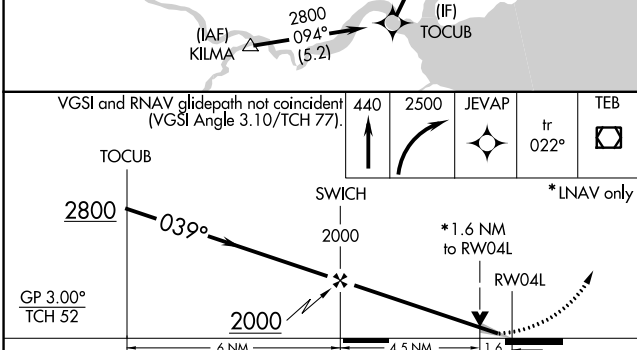 2800
094°
(5.2)
(IAF)
KILMA
(IF)
TOCUB
VGSI and RNAV glidepath not coincident
(VGSI Angle 3.10/TCH 77).
440
2500
JEVAP
tr
022°
TEB
TOCUB
SWICH
* LNAV only
2800
039°
2000
*1.6 NM
to RW04L
RW04L
GP 3.00°
TCH 52
2000
6 NM
4.5 NM
1.6